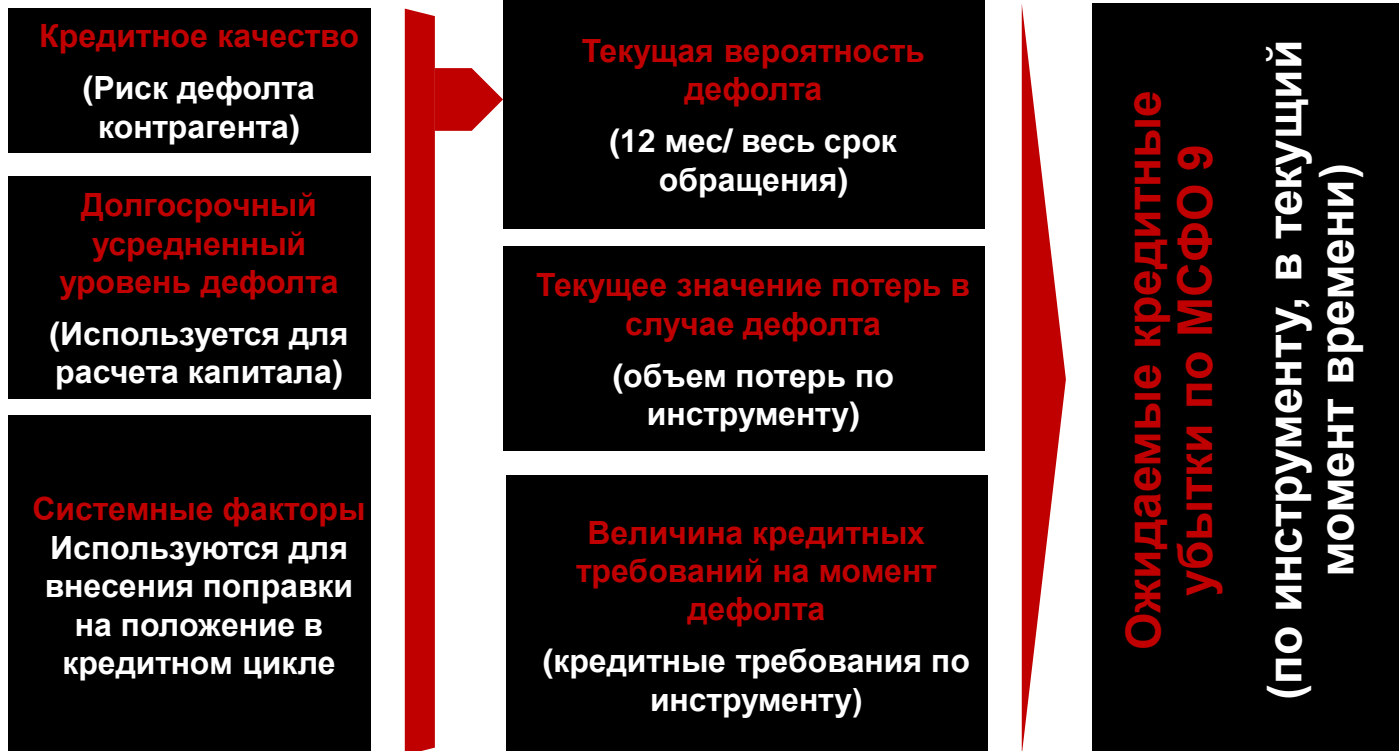 Кредитное качество
(Риск дефолта
контрагента)
Долгосрочный
усредненный
уровень дефолта
(Используется для
расчета капитала)
Системные факторы
Используются для
внесения поправки
на положение в
кредитном цикле
Текущая вероятность
дефолта
(12 мес/ весь срок
обращения)
Текущее значение потерь в
случае дефолта
(объем потерь по
инструменту)
Величина кредитных
требований на момент
дефолта
(кредитные требования по
инструменту)
Ожидаемые кредитные
убытки по МСФО 9
(по инструменту, в текущий
момент времени)